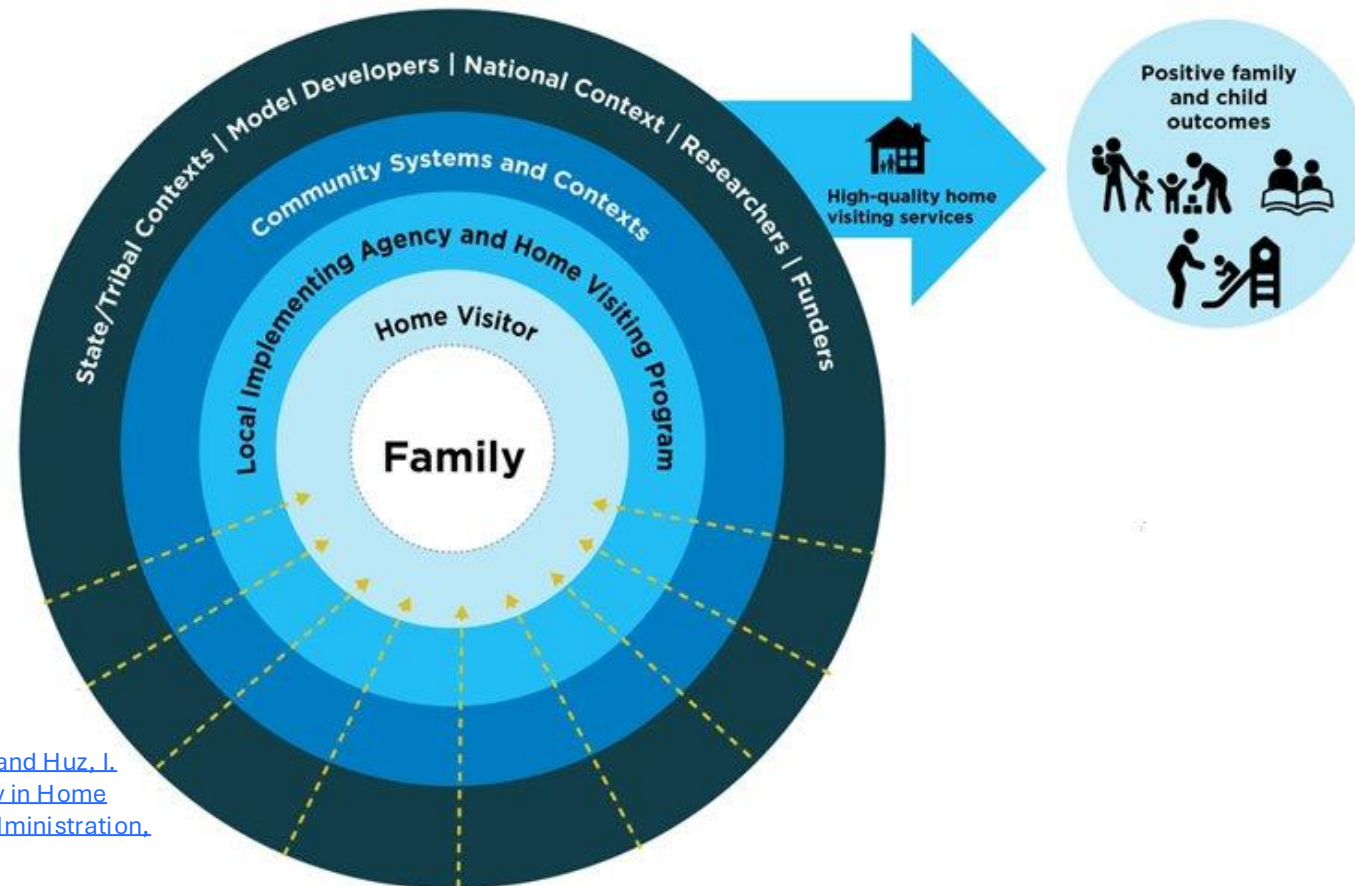 State/Tribal Contexts | Model Developers | National Context | Researchers | Funders
Community Systems and Contexts
Local Implementing Agency and Home Visiting Program
Home Visitor
Family
High-quality home
visiting services
Positive family
and child
outcomes
and Huz, I.
in Home